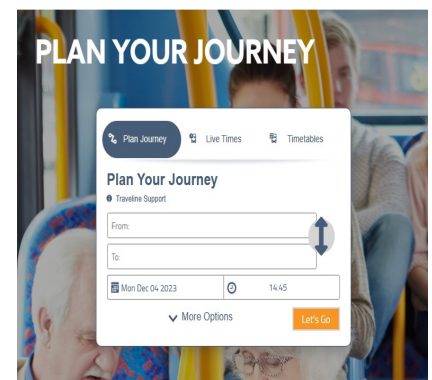 PLAN YOUR JOURNEY
Plan Journey Live Times Timetables
Plan Your Journey
Traveline Support
From:
To:
Mon Dec 04 2023 14:45
More Options Let's Go